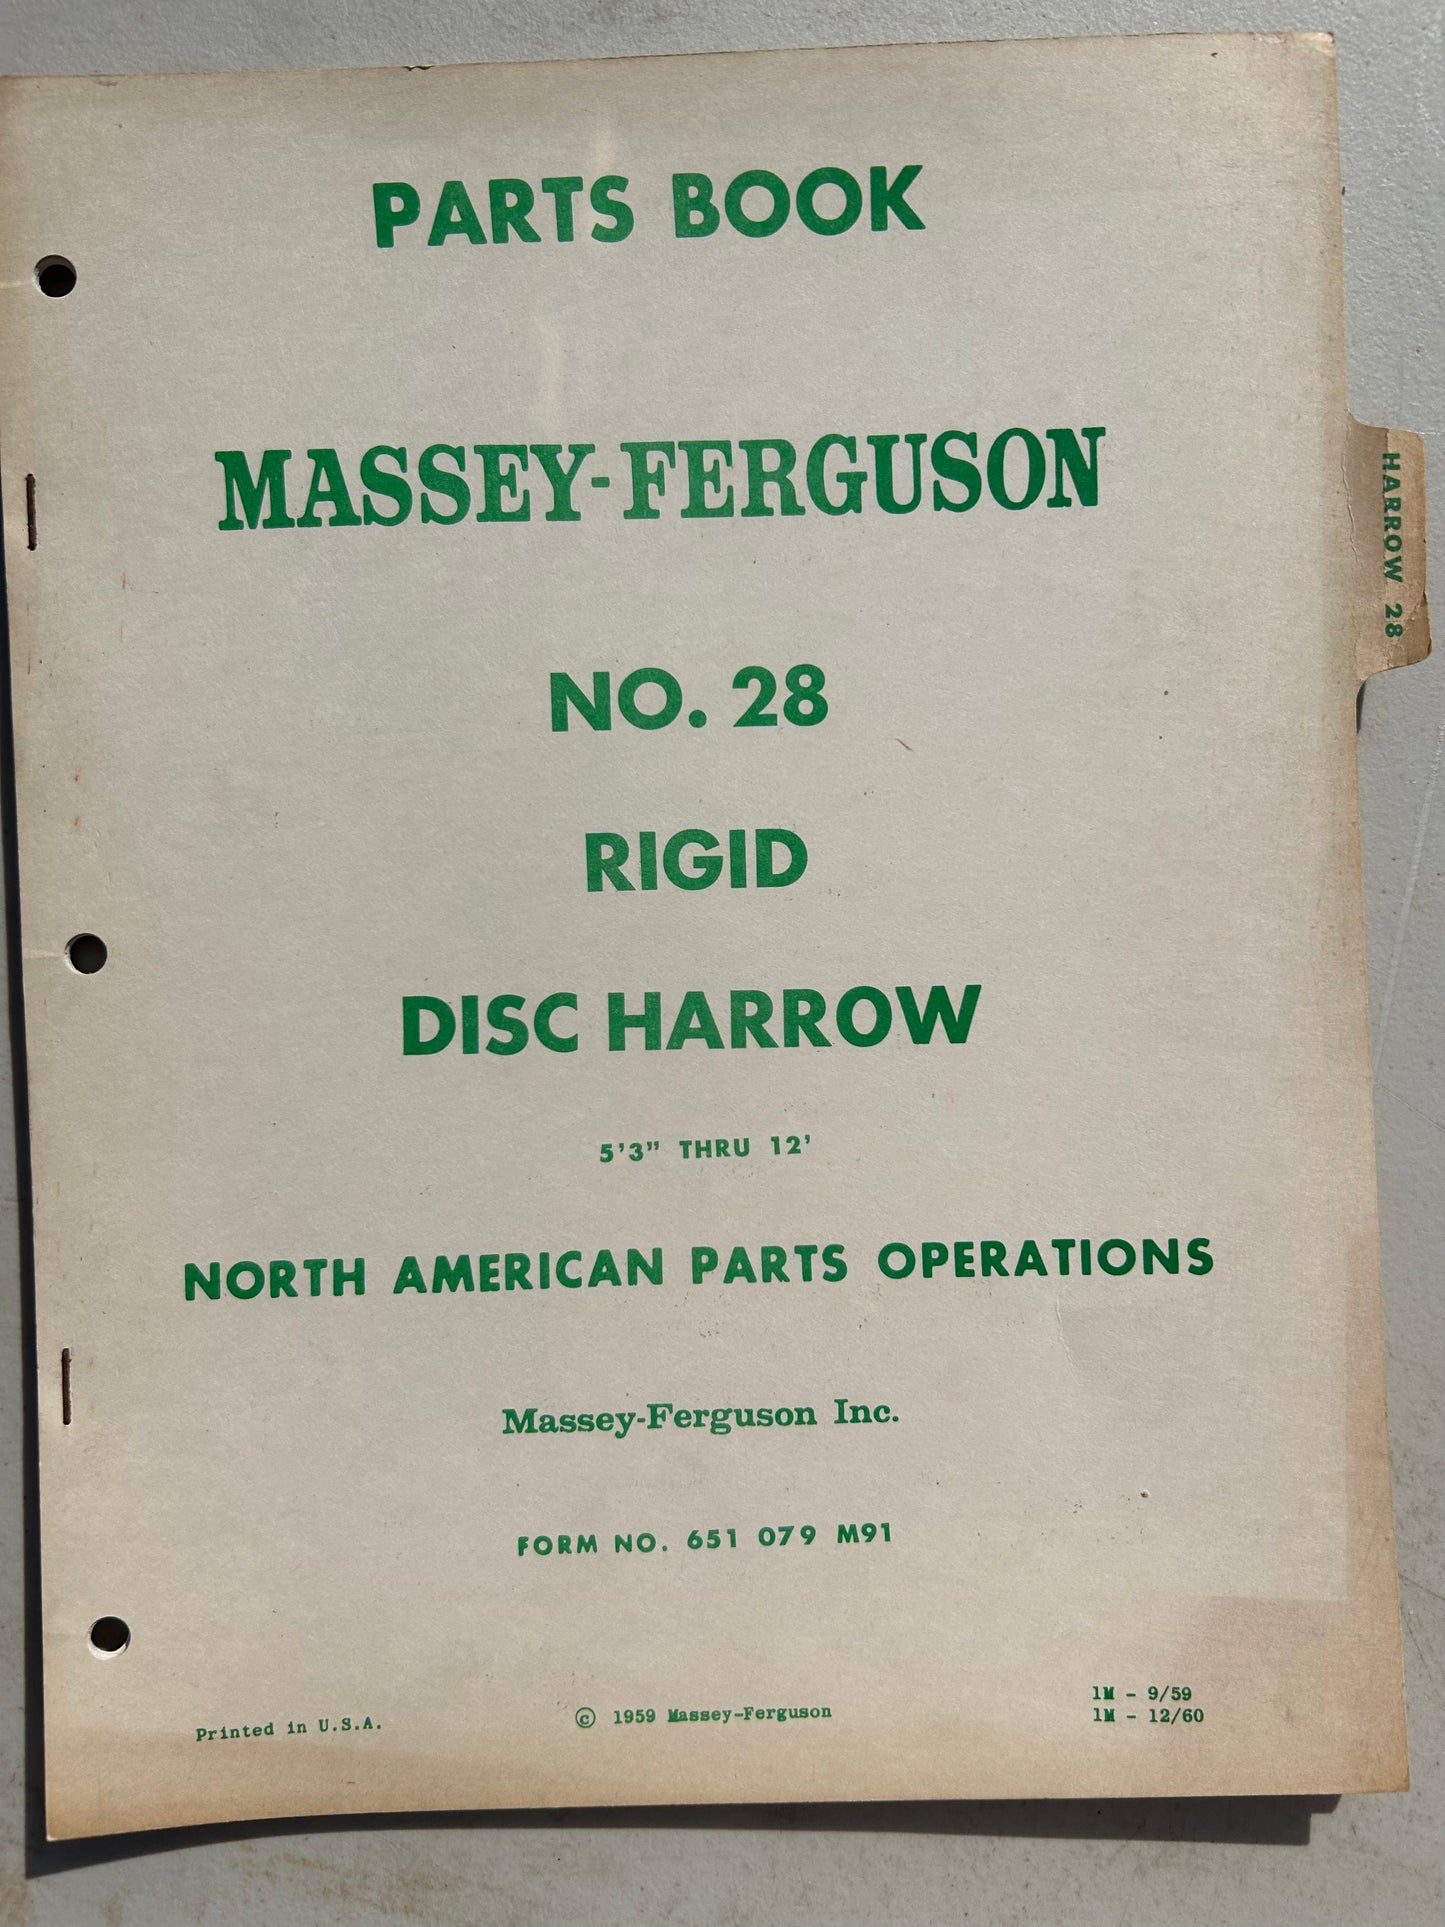 PARTS BOOK
MASSEY-FERGUSON
HARROW 28
NO. 28
RIGID
DISC HARROW
5'3" THRU 12'
NORTH AMERICAN PARTS OPERATIONS
Massey-Ferguson Inc.
FORM NO. 651 079 M91
Printed in U.S.A.
© 1959 Massey-Ferguson
1M - 9/59
1M - 12/60